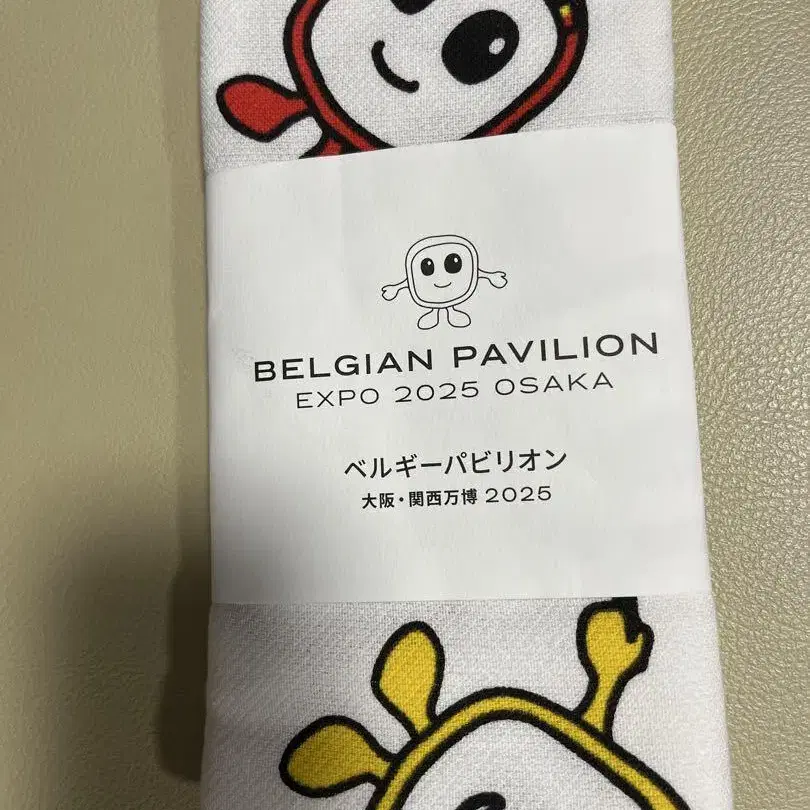 BELGIAN PAVILION
EXPO 2025 OSAKA
ベルギーパビリオン
大阪・関西万博 2025